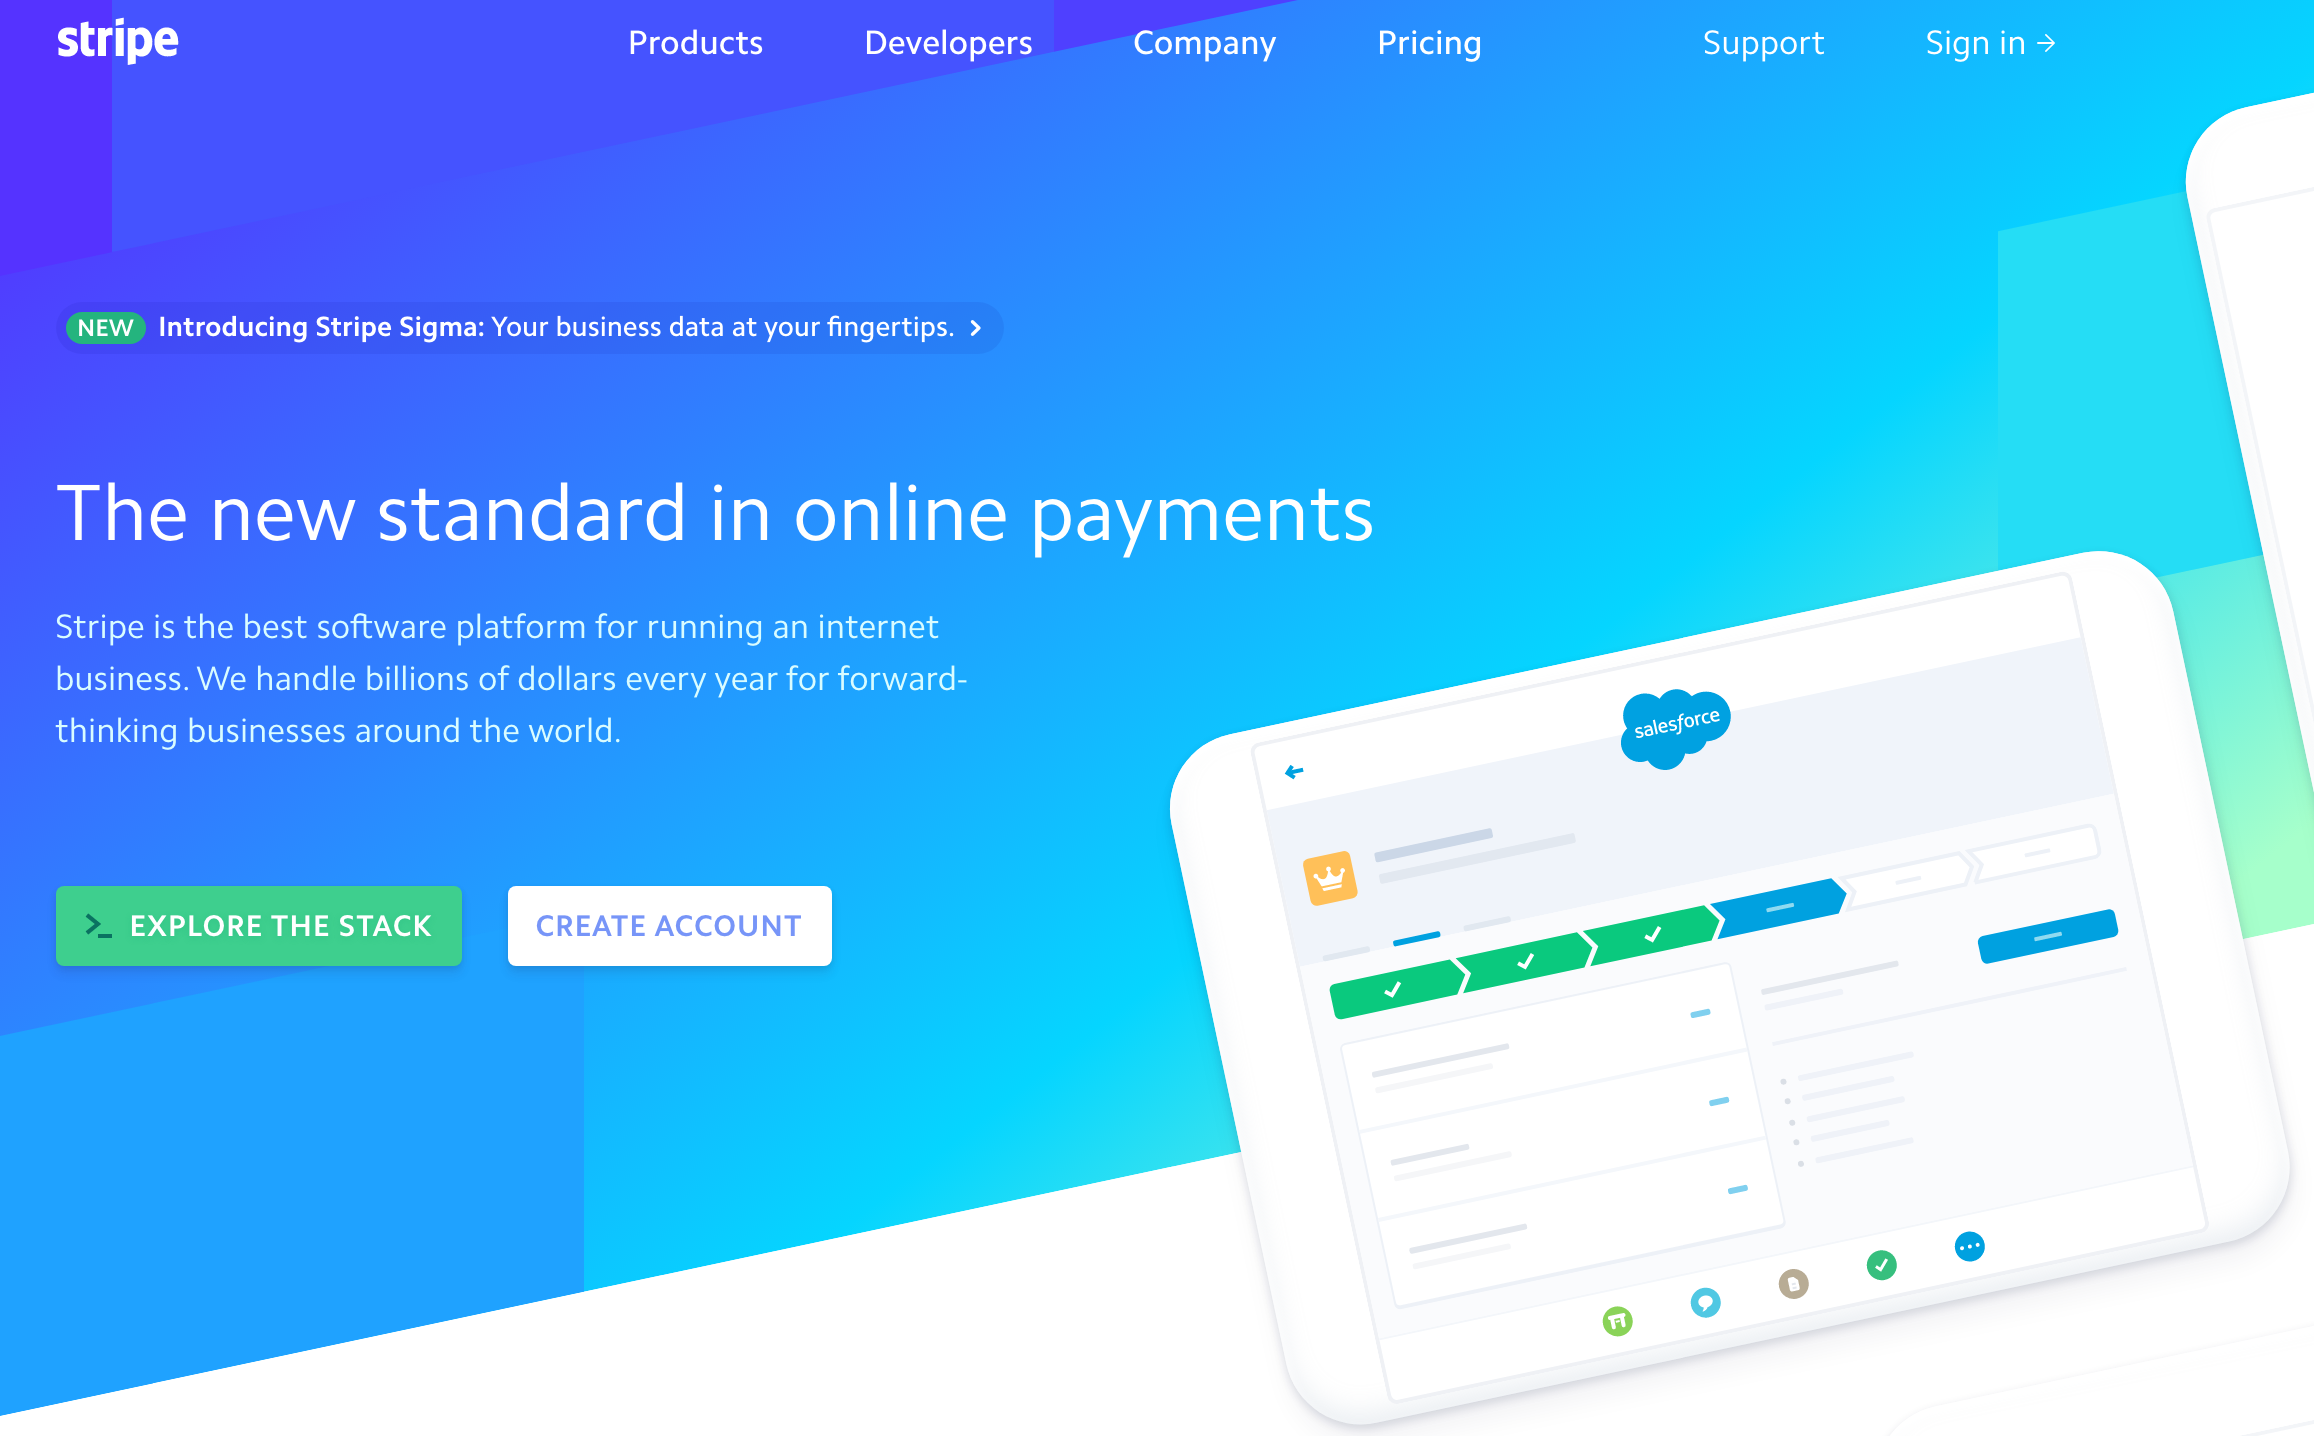 stripe
Products
Developers
Company
Pricing
Support
Sign in →
NEW Introducing Stripe Sigma: Your business data at your fingertips. ›
The new standard in online payments
Stripe is the best software platform for running an internet
business. We handle billions of dollars every year for forward-
thinking businesses around the world.
>_ EXPLORE THE STACK
CREATE ACCOUNT
salesforce